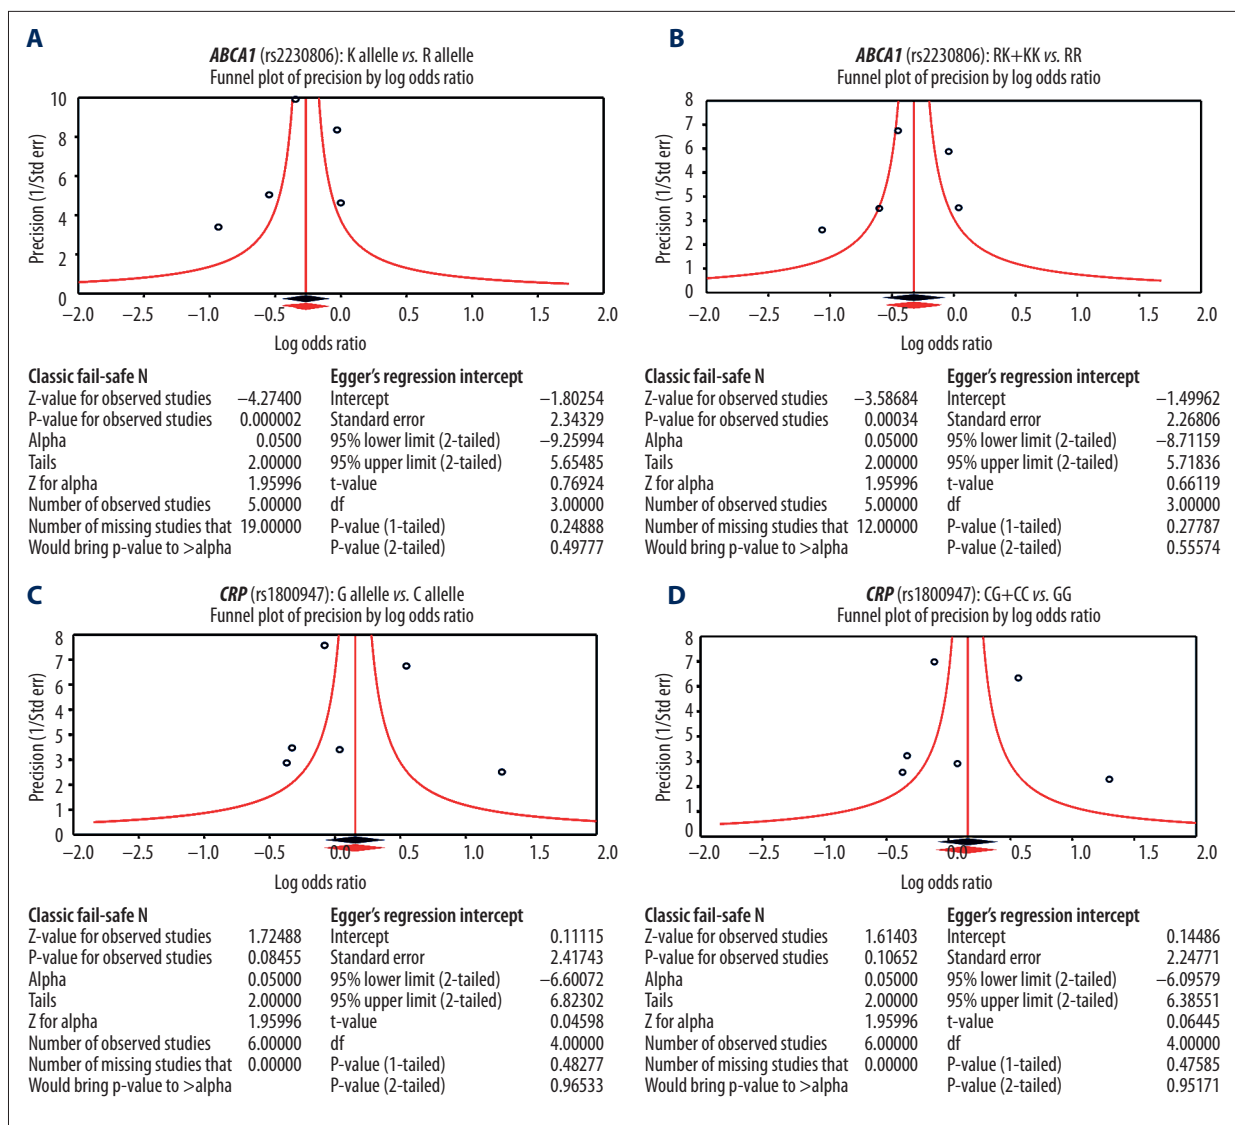 A
ABCA1 (rs2230806): K allele vs. R allele
Funnel plot of precision by log odds ratio
Precision (1/Std err)
10
8
6
4
2
0
−2.0 −2.5 −1.0 −0.5 0.0 0.5 1.0 1.5 2.0
Log odds ratio
Classic fail-safe N
Z-value for observed studies −4.27400
P-value for observed studies 0.000002
Alpha 0.0500
Tails 2.00000
Z for alpha 1.95996
Number of observed studies 5.00000
Number of missing studies that 19.00000
Would bring p-value to >alpha
Egger's regression intercept
Intercept −1.80254
Standard error 2.34329
95% lower limit (2-tailed) −9.25994
95% upper limit (2-tailed) 5.65485
t-value 0.76924
df 3.00000
P-value (1-tailed) 0.24888
P-value (2-tailed) 0.49777
B
ABCA1 (rs2230806): RK+KK vs. RR
Funnel plot of precision by log odds ratio
Precision (1/Std err)
8
7
6
4
5
3
2
1
0
−2.0 −1.5 −1.0 −0.5 0.0 0.5 1.0 1.5 2.0
Log odds ratio
Classic fail-safe N
Z-value for observed studies −3.58684
P-value for observed studies 0.00034
Alpha 0.05000
Tails 2.00000
Z for alpha 1.95996
Number of observed studies 5.00000
Number of missing studies that 12.00000
Would bring p-value to >alpha
Egger's regression intercept
Intercept −1.49962
Standard error 2.26806
95% lower limit (2-tailed) −8.71159
95% upper limit (2-tailed) 5.71836
t-value 0.66119
df 3.00000
P-value (1-tailed) 0.27787
P-value (2-tailed) 0.55574
C
CRP (rs1800947): G allele vs. C allele
Funnel plot of precision by log odds ratio
Precision (1/Std err)
8
7
6
4
5
3
2
1
0
−2.0 −2.5 −1.0 −0.5 0.0 0.5 1.0 1.5 2.0
Log odds ratio
Classic fail-safe N
Z-value for observed studies 1.72488
P-value for observed studies 0.08455
Alpha 0.05000
Tails 2.00000
Z for alpha 1.95996
Number of observed studies 6.00000
Number of missing studies that 0.00000
Would bring p-value to >alpha
Egger's regression intercept
Intercept 0.11115
Standard error 2.41743
95% lower limit (2-tailed) −6.60072
95% upper limit (2-tailed) 6.82302
t-value 0.04598
df 4.00000
P-value (1-tailed) 0.48277
P-value (2-tailed) 0.96533
D
CRP (rs1800947): CG+CC vs. GG
Funnel plot of precision by log odds ratio
Precision (1/Std err)
8
7
6
4
5
3
2
1
0
−2.0 −2.5 −1.0 −0.5 0.0 0.5 1.0 1.5 2.0
Log odds ratio
Classic fail-safe N
Z-value for observed studies 1.61403
P-value for observed studies 0.10652
Alpha 0.05000
Tails 2.00000
Z for alpha 1.95996
Number of observed studies 6.00000
Number of missing studies that 0.00000
Would bring p-value to >alpha
Egger's regression intercept
Intercept 0.14486
Standard error 2.24771
95% lower limit (2-tailed) −6.09579
95% upper limit (2-tailed) 6.38551
t-value 0.06445
df 4.00000
P-value (1-tailed) 0.47585
P-value (2-tailed) 0.95171